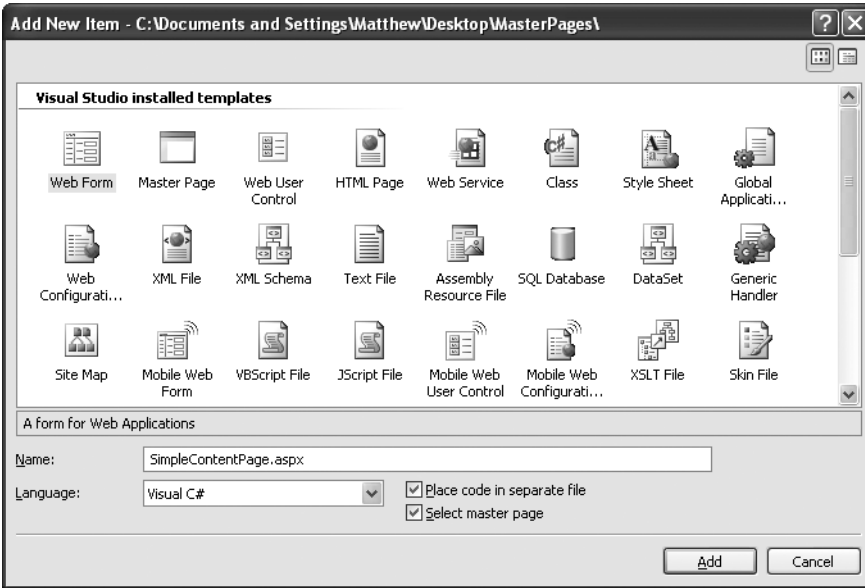 Add New Item - C:\Documents and Settings\Matthew\Desktop\MasterPages\
Visual Studio installed templates
Web Form
Master Page
Web User
Control
HTML Page
Web Service
Class
Style Sheet
Global
Applicati...
Web
Configurati...
XML File
XML Schema
Text File
Assembly
Resource File
SQL Database
DataSet
Generic
Handler
Site Map
Mobile Web
Form
VBScript File
JScript File
Mobile Web
User Control
Mobile Web
Configurati...
XSLT File
Skin File
A form for Web Applications
Name:
SimpleContentPage.aspx
Language:
Visual C#
Place code in separate file
Select master page
Add
Cancel